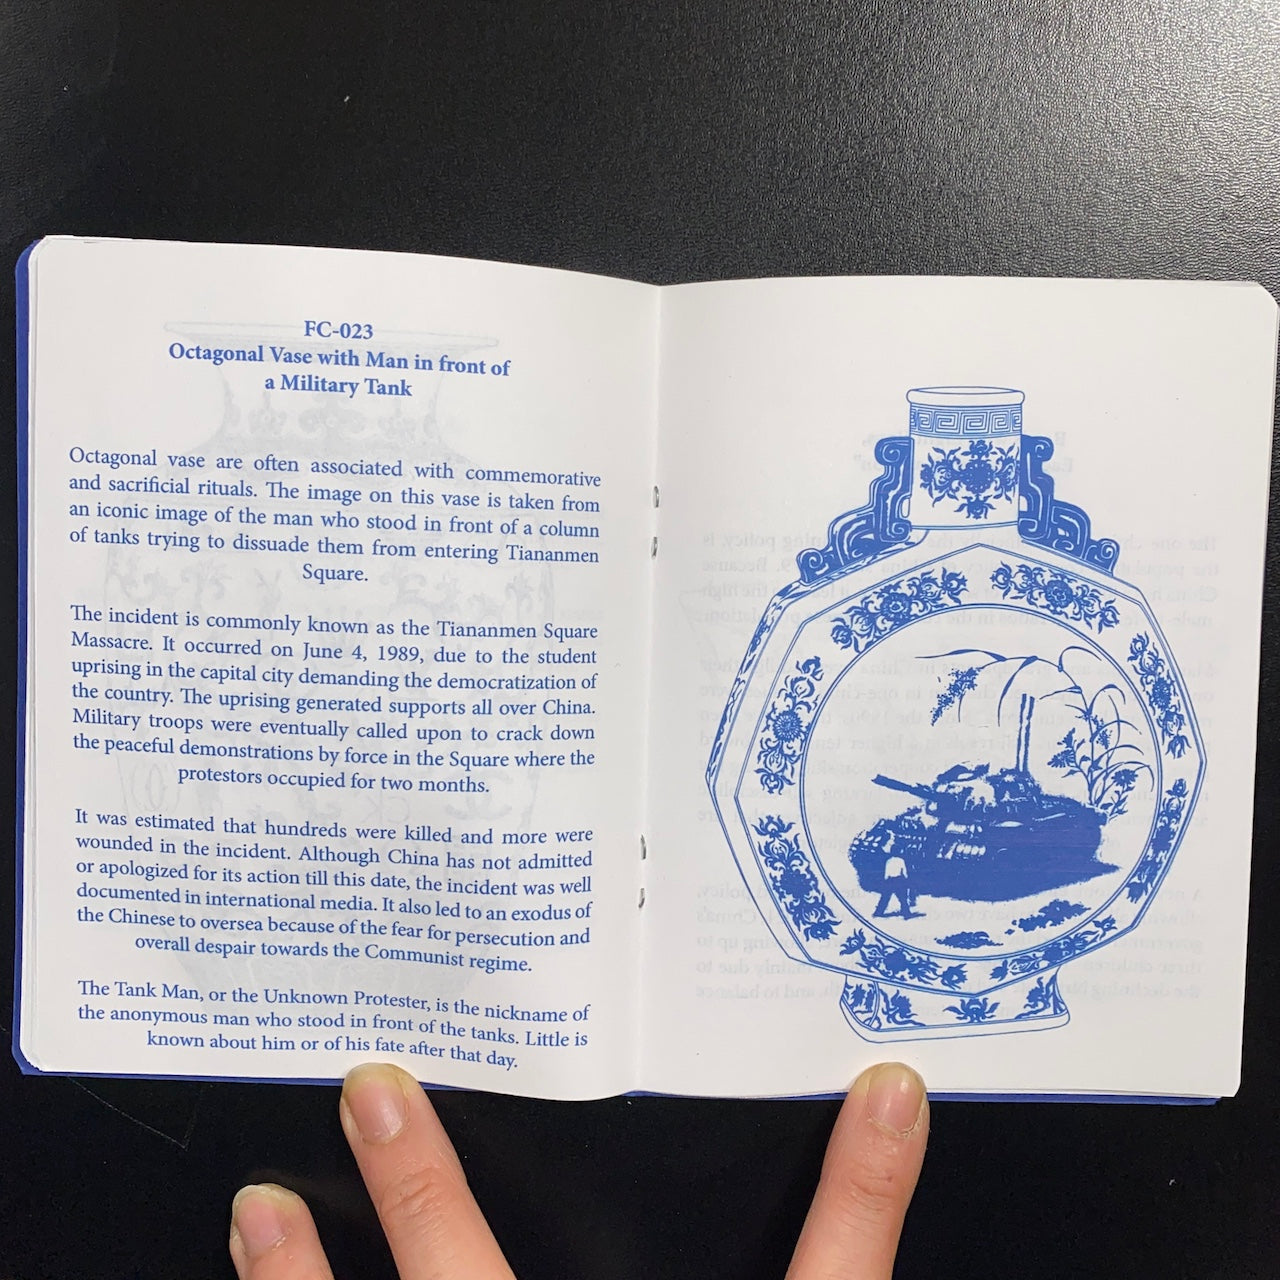 FC-023
Octagonal Vase with Man in front of
a Military Tank
Octagonal vase are often associated with commemorative
and sacrificial rituals. The image on this vase is taken from
an iconic image of the man who stood in front of a column
of tanks trying to dissuade them from entering Tiananmen
Square.
The incident is commonly known as the Tiananmen Square
Massacre. It occurred on June 4, 1989, due to the student
uprising in the capital city demanding the democratization of
the country. The uprising generated supports all over China.
Military troops were eventually called upon to crack down
the peaceful demonstrations by force in the Square where the
protestors occupied for two months.
It was estimated that hundreds were killed and more were
wounded in the incident. Although China has not admitted
or apologized for its action till this date, the incident was well
documented in international media. It also led to an exodus of
the Chinese to oversea because of the fear for persecution and
overall despair towards the Communist regime.
The Tank Man, or the Unknown Protester, is the nickname of
the anonymous man who stood in front of the tanks. Little is
known about him or of his fate after that day.